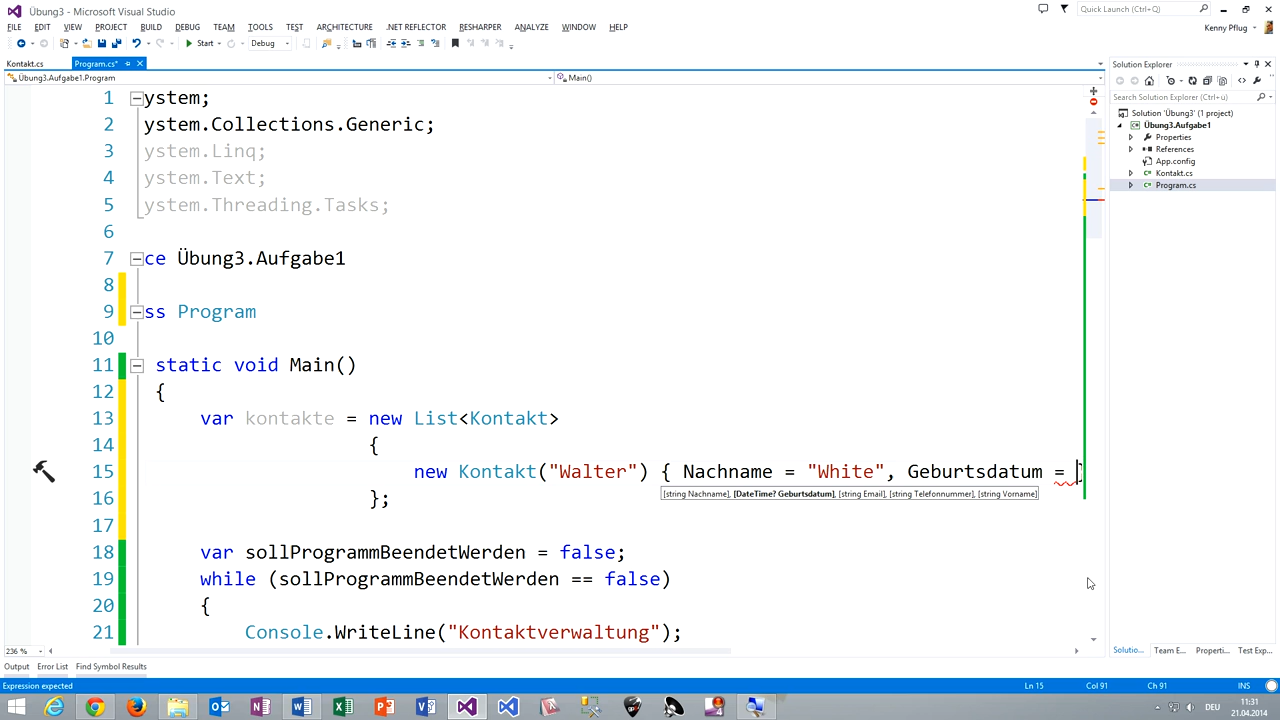 Übung3 - Microsoft Visual Studio
Quick Launch (Ctrl+Q)
FILE EDIT VIEW PROJECT BUILD DEBUG TEAM TOOLS TEST ARCHITECTURE .NET REFLECTOR RESHARPER ANALYZE WINDOW HELP
Kenny Pflug
Start Debug
Kontakt.cs Program.cs*
Übung3.Aufgabe1.Program Main()
1 ystem;
2 ystem.Collections.Generic;
3 ystem.Linq;
4 ystem.Text;
5 ystem.Threading.Tasks;
6
7 ce Übung3.Aufgabe1
8
9 ss Program
10
11 static void Main()
12 {
13 var kontakte = new List<Kontakt>
14 {
15 new Kontakt("Walter") { Nachname = "White", Geburtsdatum = }
[string Nachname], [DateTime? Geburtsdatum], [string Email], [string Telefonnummer], [string Vorname]
16 };
17
18 var sollProgrammBeendetWerden = false;
19 while (sollProgrammBeendetWerden == false)
20 {
21 Console.WriteLine("Kontaktverwaltung");
236 %
Solution Explorer
Search Solution Explorer (Ctrl+ü)
Solution 'Übung3' (1 project)
Übung3.Aufgabe1
Properties
References
App.config
Kontakt.cs
Program.cs
Solutio... Team E... Properti... Test Exp...
Output Error List Find Symbol Results
Expression expected Ln 15 Col 91 Ch 91 INS
DEU
11:31
21.04.2014